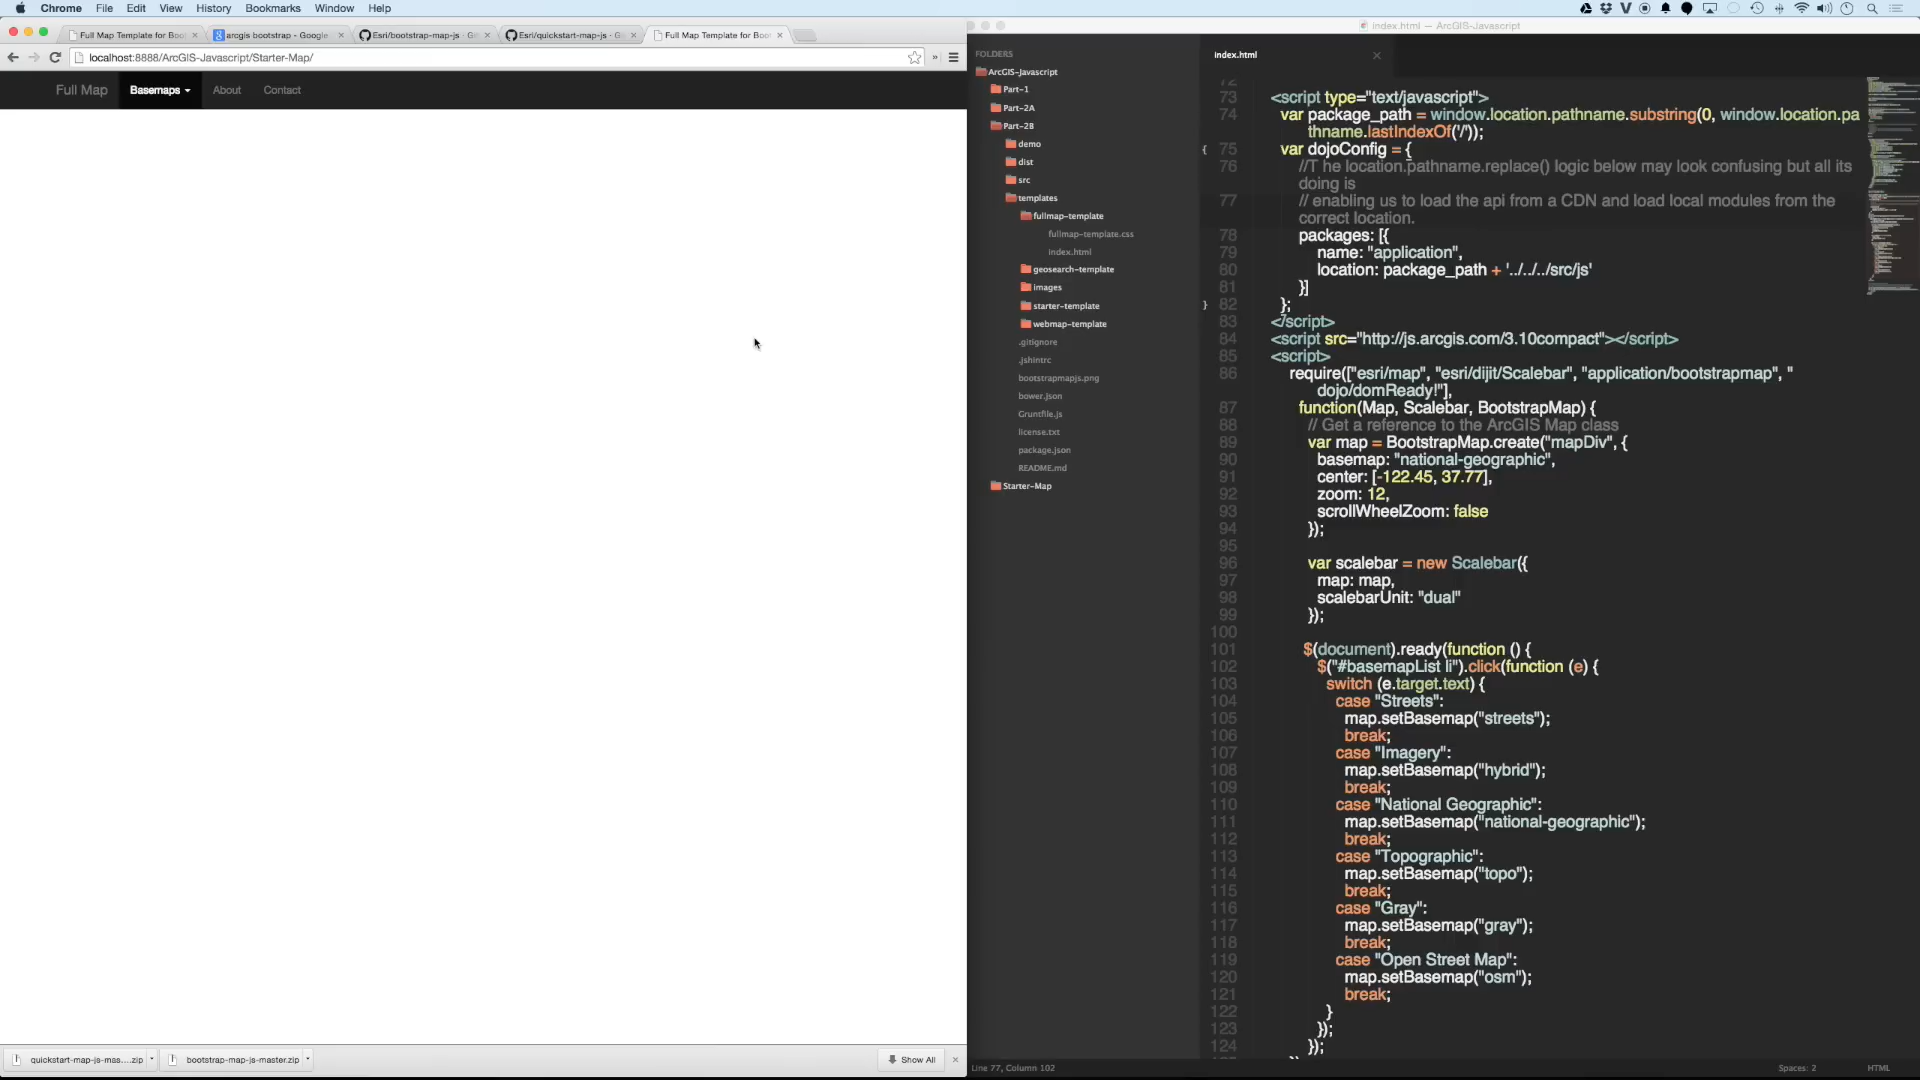 Chrome File Edit View History Bookmarks Window Help
Full Map Template for Boo
arcgis bootstrap - Google
Esri/bootstrap-map-js
Esri/quickstart-map-js
Full Map Template for Boo
localhost:8888/ArcGIS-Javascript/Starter-Map/
Full Map Basemaps About Contact
quickstart-map-js-mas....zip
bootstrap-map-js-master.zip
Show All
index.html — ArcGIS-Javascript
FOLDERS
ArcGIS-Javascript
Part-1
Part-2A
Part-2B
demo
dist
src
templates
fullmap-template
fullmap-template.css
index.html
geosearch-template
images
starter-template
webmap-template
.gitignore
.jshintrc
bootstrapmapjs.png
bower.json
Gruntfile.js
license.txt
package.json
README.md
Starter-Map
index.html
72
73 <script type="text/javascript">
74 var package_path = window.location.pathname.substring(0, window.location.pa
thname.lastIndexOf('/'));
75 var dojoConfig = {
76 //T he location.pathname.replace() logic below may look confusing but all its
doing is
77 // enabling us to load the api from a CDN and load local modules from the
correct location.
78 packages: [{
79 name: "application",
80 location: package_path + '../../../src/js'
81 }]
82 };
83 </script>
84 <script src="http://js.arcgis.com/3.10compact"></script>
85 <script>
86 require(["esri/map", "esri/dijit/Scalebar", "application/bootstrapmap", "
dojo/domReady!"],
87 function(Map, Scalebar, BootstrapMap) {
88 // Get a reference to the ArcGIS Map class
89 var map = BootstrapMap.create("mapDiv", {
90 basemap: "national-geographic",
91 center: [-122.45, 37.77],
92 zoom: 12,
93 scrollWheelZoom: false
94 });
95
96 var scalebar = new Scalebar({
97 map: map,
98 scalebarUnit: "dual"
99 });
100
101 $(document).ready(function () {
102 $("#basemapList li").click(function (e) {
103 switch (e.target.text) {
104 case "Streets":
105 map.setBasemap("streets");
106 break;
107 case "Imagery":
108 map.setBasemap("hybrid");
109 break;
110 case "National Geographic":
111 map.setBasemap("national-geographic");
112 break;
113 case "Topographic":
114 map.setBasemap("topo");
115 break;
116 case "Gray":
117 map.setBasemap("gray");
118 break;
119 case "Open Street Map":
120 map.setBasemap("osm");
121 break;
122 }
123 });
124 });
Line 77, Column 102
Spaces: 2
HTML